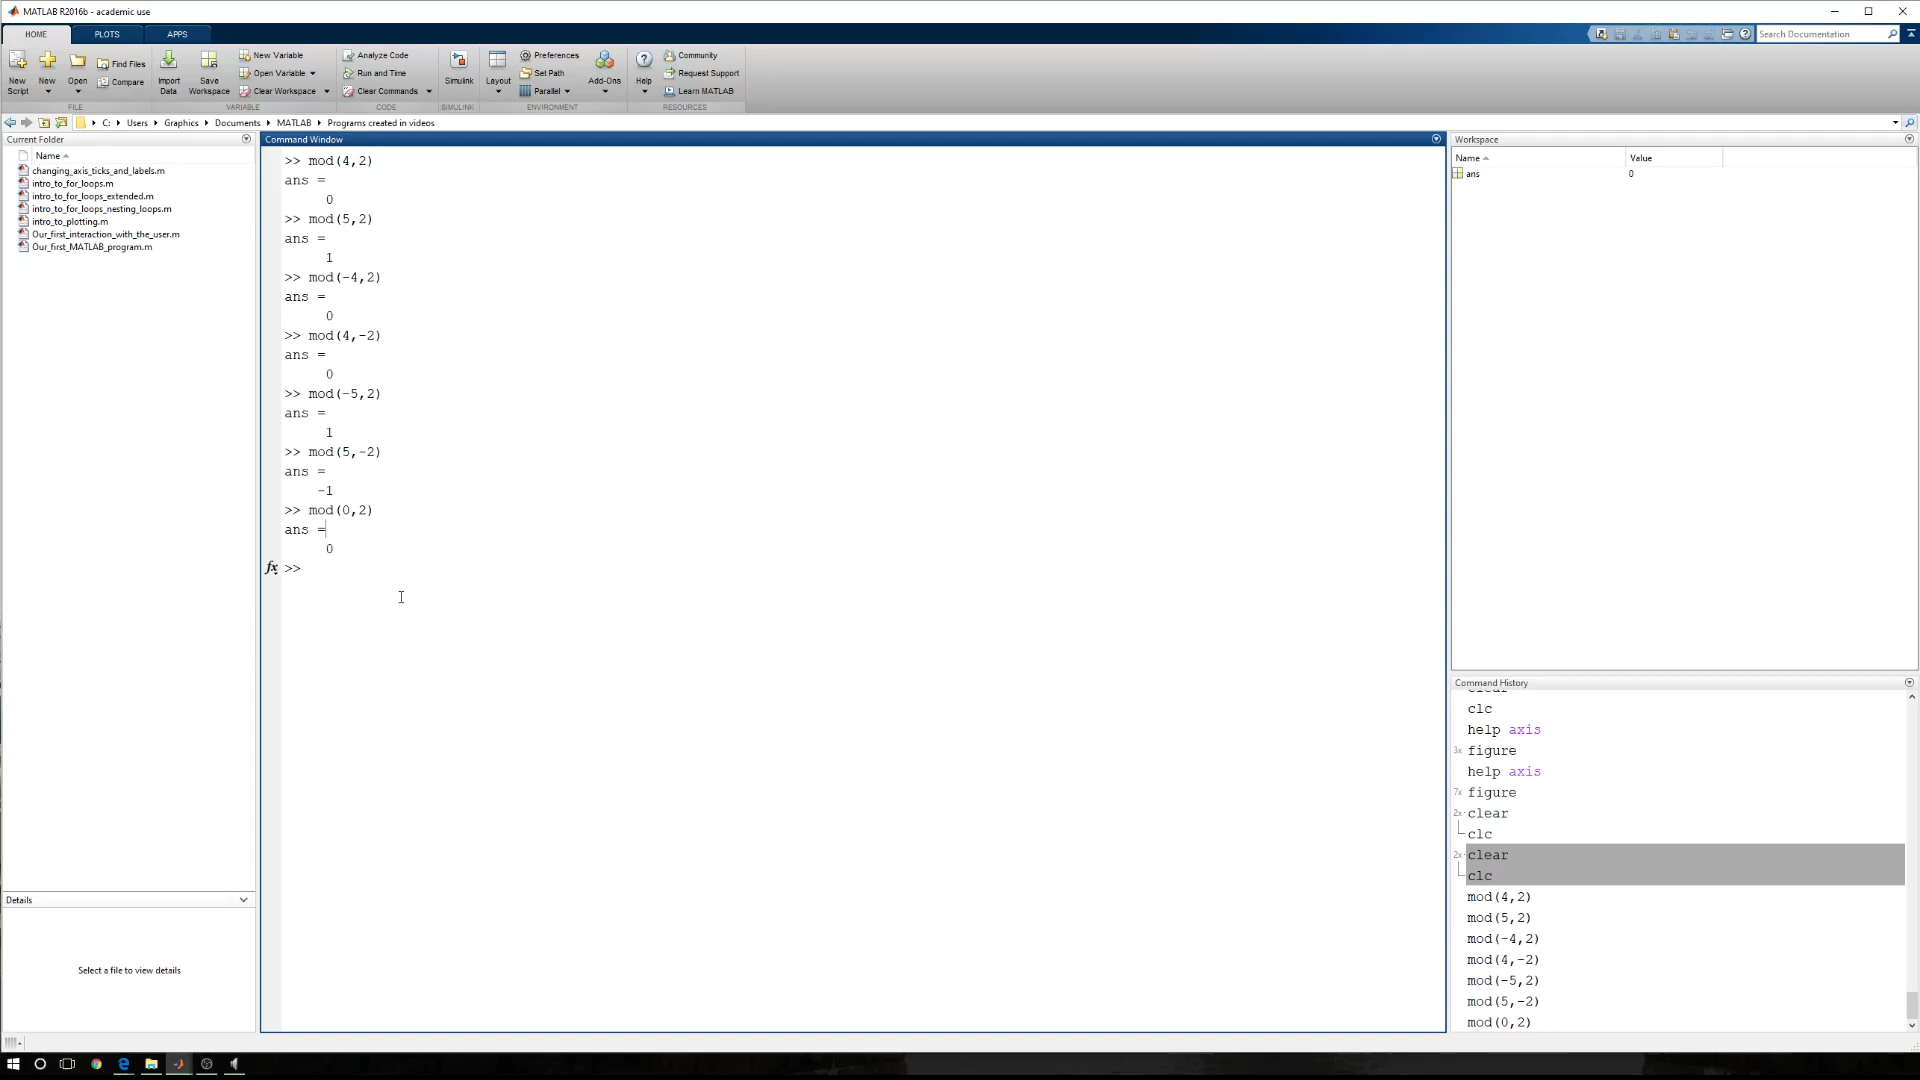 MATLAB R2016b - academic use
HOME PLOTS APPS
Search Documentation
New Script
New
Open
Find Files
Compare
FILE
Import Data
Save Workspace
New Variable
Open Variable
Clear Workspace
VARIABLE
Analyze Code
Run and Time
Clear Commands
CODE
Simulink
SIMULINK
Layout
Preferences
Set Path
Parallel
Add-Ons
ENVIRONMENT
Help
Community
Request Support
Learn MATLAB
RESOURCES
C: Users Graphics Documents MATLAB Programs created in videos
Current Folder
Name
changing_axis_ticks_and_labels.m
intro_to_for_loops.m
intro_to_for_loops_extended.m
intro_to_for_loops_nesting_loops.m
intro_to_plotting.m
Our_first_interaction_with_the_user.m
Our_first_MATLAB_program.m
Details
Select a file to view details
Command Window
>> mod(4,2)
ans =
0
>> mod(5,2)
ans =
1
>> mod(-4,2)
ans =
0
>> mod(4,-2)
ans =
0
>> mod(-5,2)
ans =
1
>> mod(5,-2)
ans =
-1
>> mod(0,2)
ans =
0
fx >>
Workspace
Name Value
ans 0
Command History
clear
clc
help axis
3x figure
help axis
7x figure
2x clear
clc
2x clear
clc
mod(4,2)
mod(5,2)
mod(-4,2)
mod(4,-2)
mod(-5,2)
mod(5,-2)
mod(0,2)